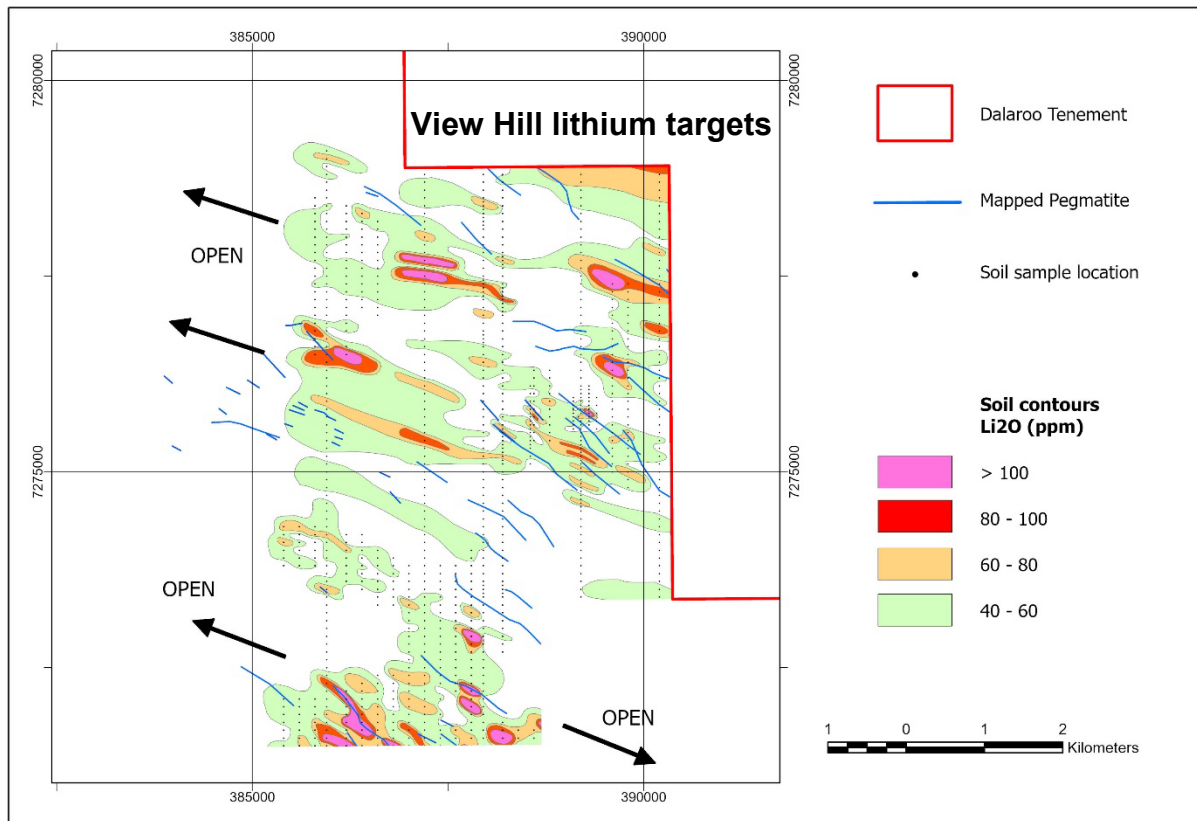 385000
390000
7280000
7280000
View Hill lithium targets
Dalaroo Tenement
Mapped Pegmatite
Soil sample location
OPEN
7275000
7275000
Soil contours
Li2O (ppm)
> 100
80 - 100
60 - 80
40 - 60
OPEN
OPEN
1 0 1 2
Kilometers
385000
390000